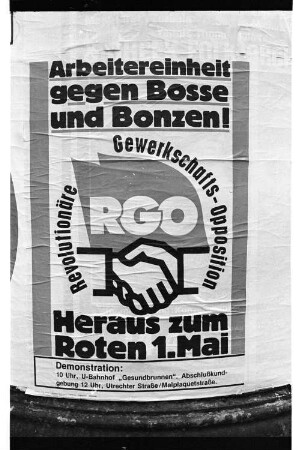 Arbeitereinheit
gegen Bosse
und Bonzen!
Revolutionäre Gewerkschafts-Opposition
RGO
Heraus zum
Roten 1. Mai
Demonstration:
10 Uhr, U-Bahnhof „Gesundbrunnen". Abschlußkund-
gebung 12 Uhr, Utrechter Straße/Malplaquetstraße.